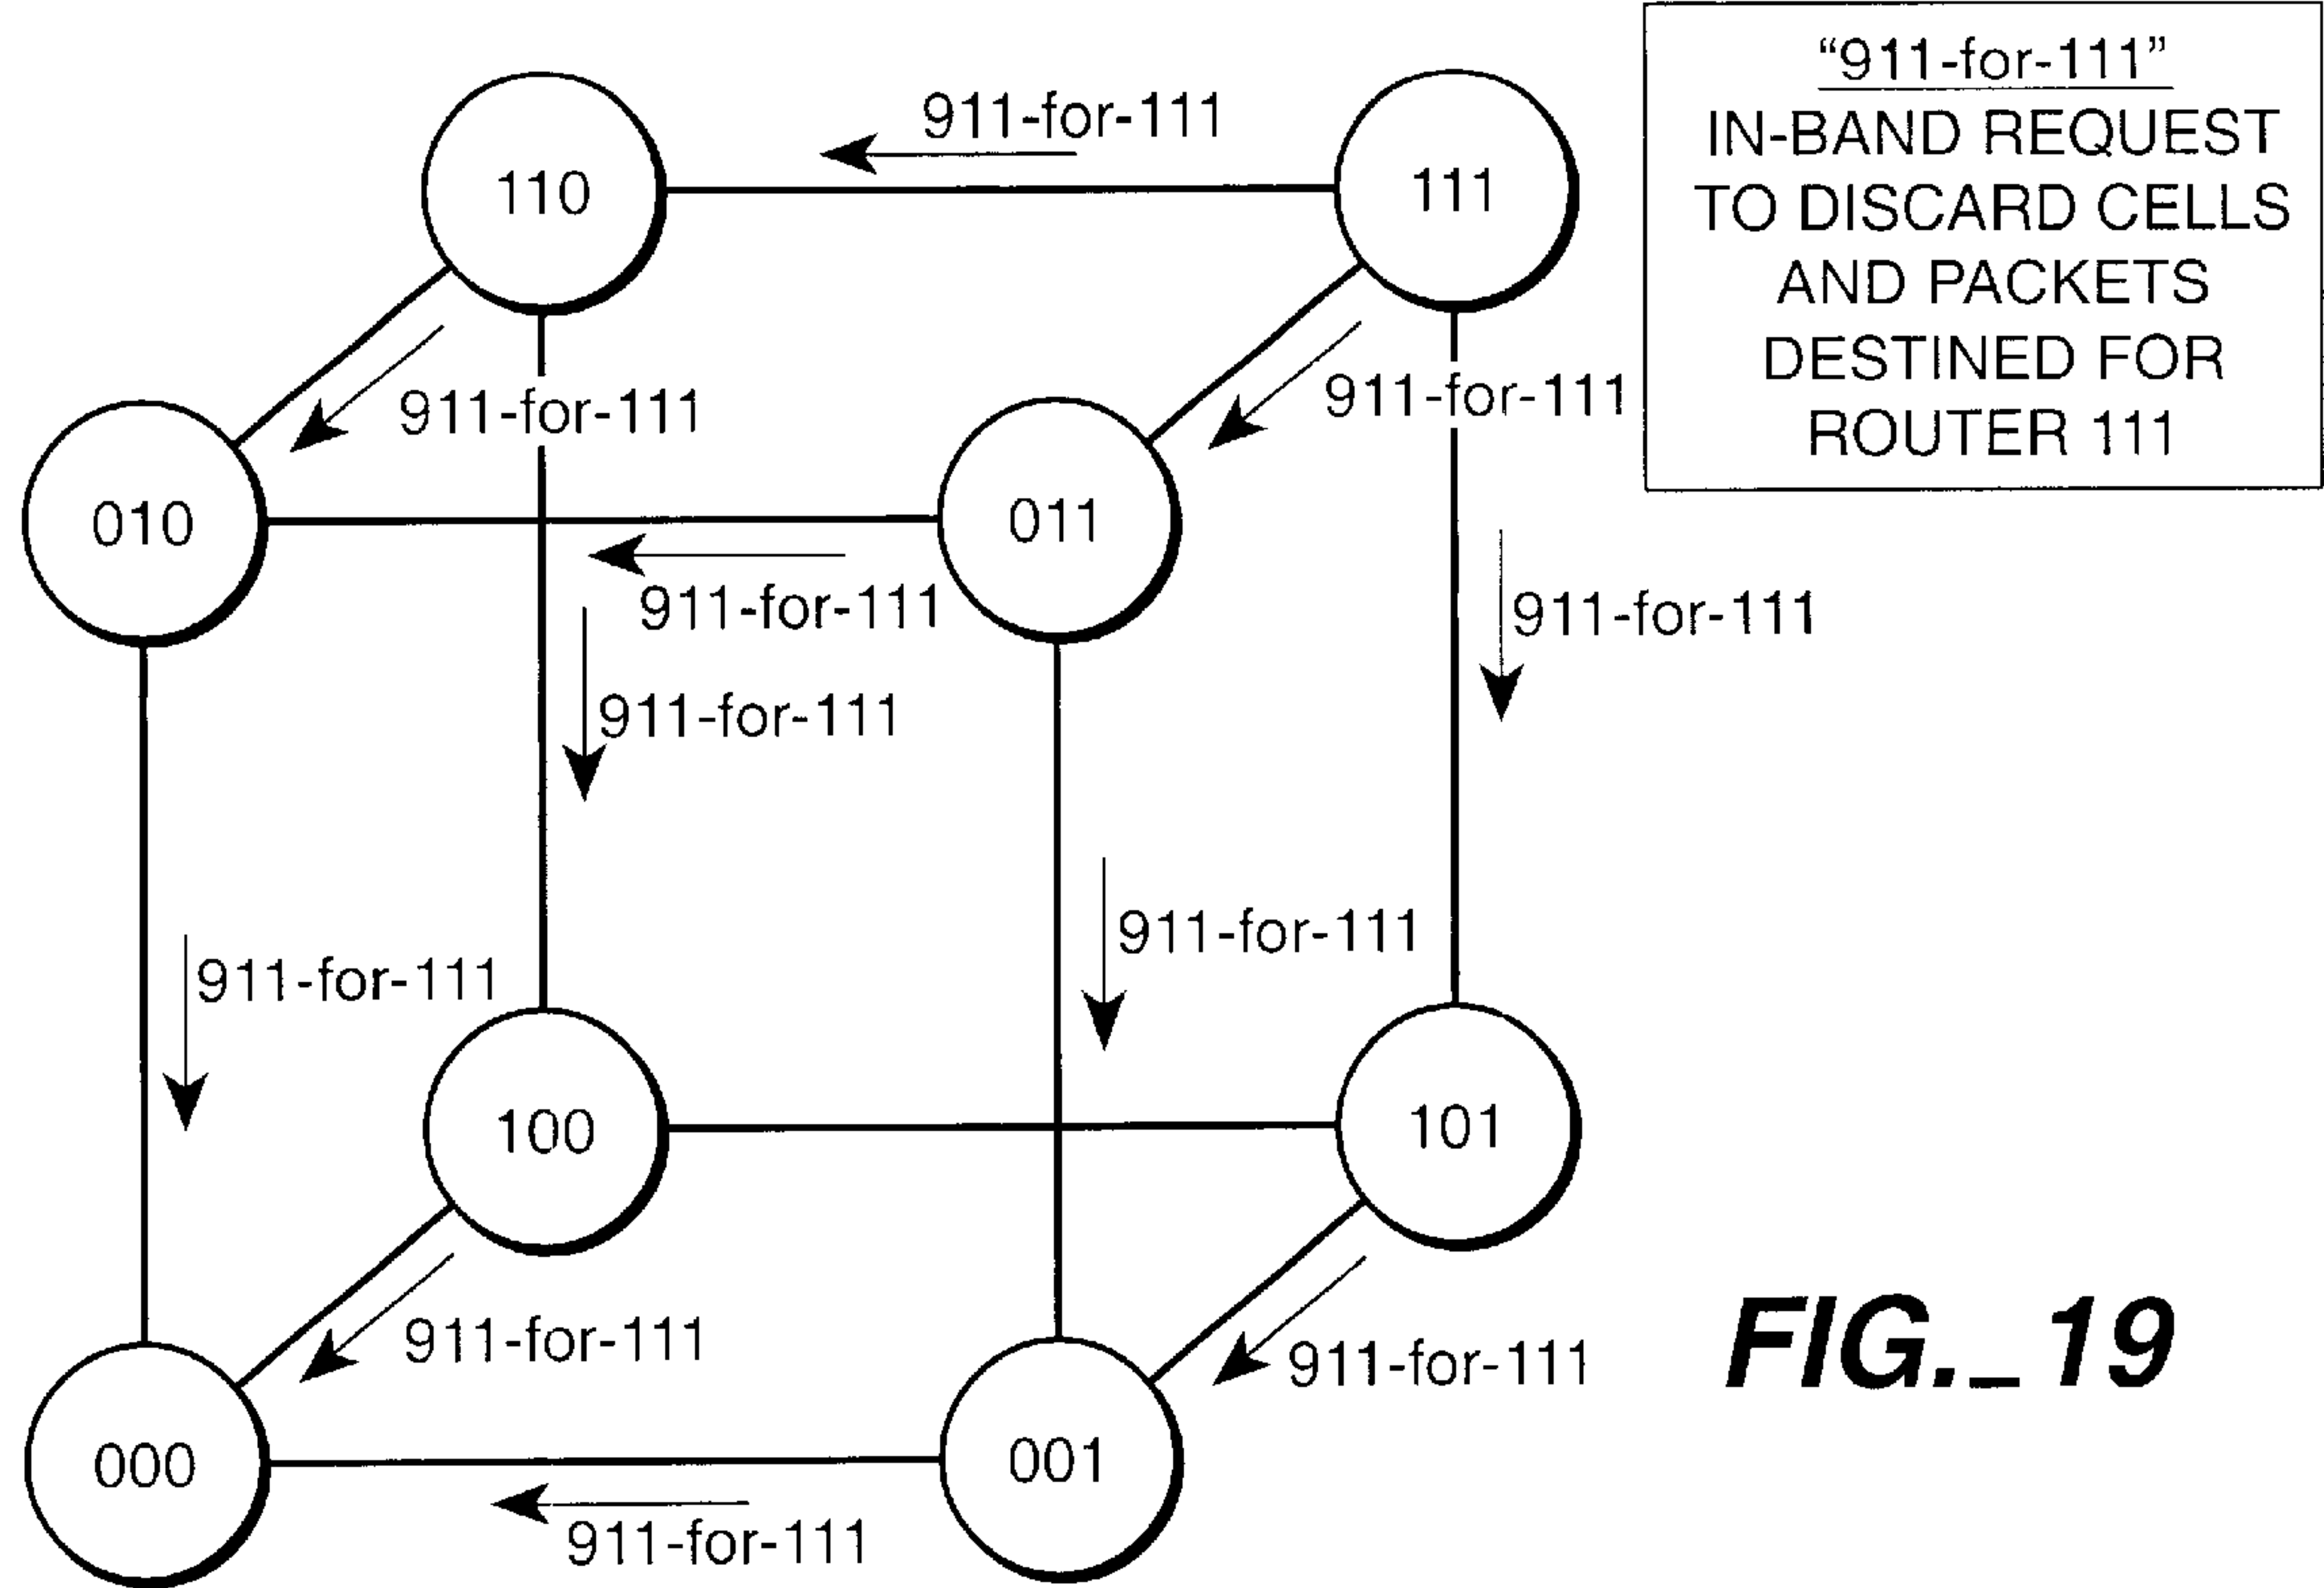 “911-for-111”
IN-BAND REQUEST
TO DISCARD CELLS
AND PACKETS
DESTINED FOR
ROUTER 111
911-for-111
110
111
911-for-111
911-for-111
010
011
911-for-111
911-for-111
911-for-111
911-for-111
911-for-111
100
101
911-for-111
911-for-111
000
001
911-for-111
FIG._19